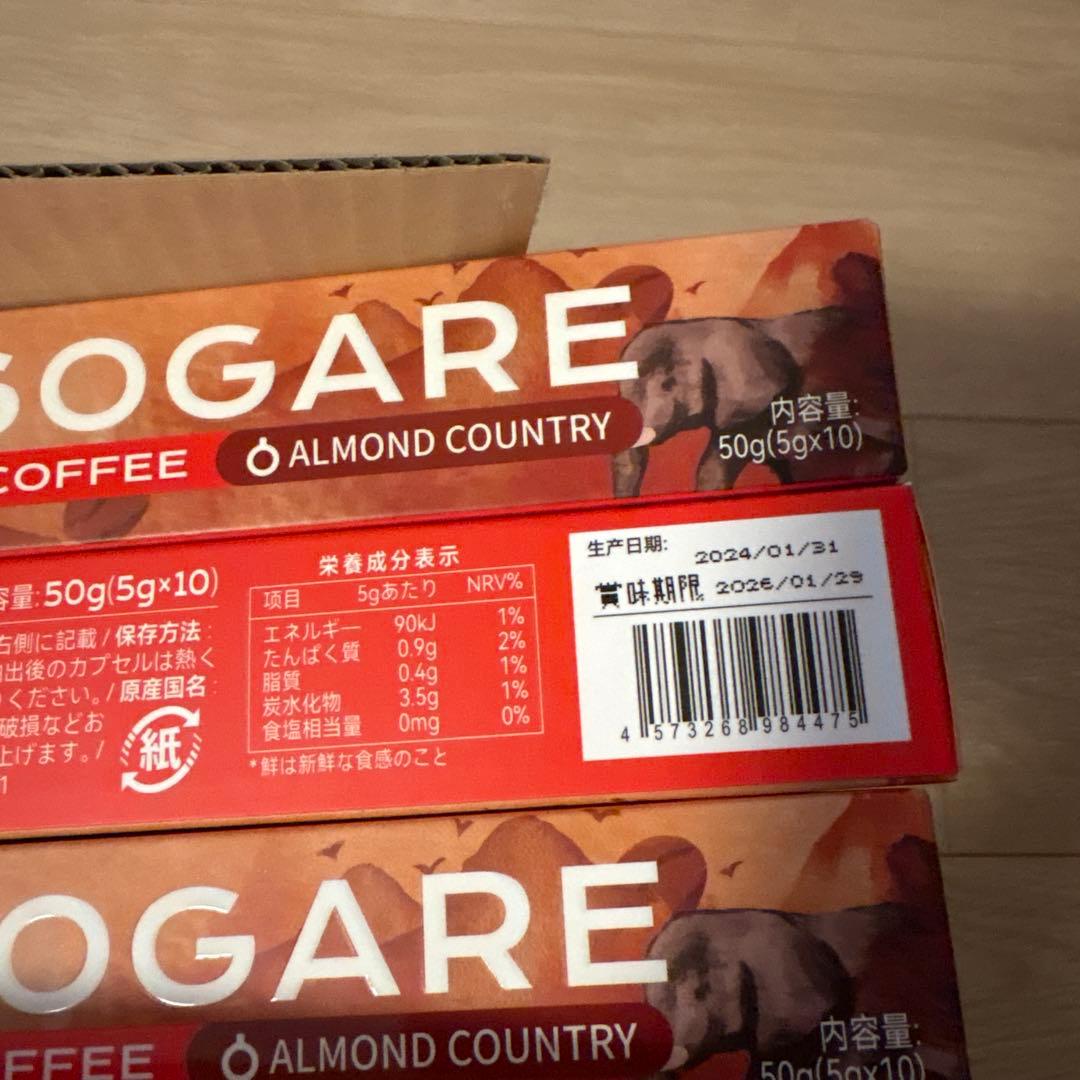 SOGARE
COFFEE
ALMOND COUNTRY
内容量:
50g(5gx10)
容量:50g(5g×10)
右側に記載/保存方法:
出後のカプセルは熱く
ください。/原産国名:
破損などお
上げます。/
紙
栄養成分表示
項目 5gあたり NRV%
エネルギー 90kJ 1%
たんぱく質 0.9g 2%
脂質 0.4g 1%
炭水化物 3.5g 1%
食塩相当量 0mg 0%
*鮮は新鮮な食感のこと
生产日期: 2024/01/31
賞味期限 2026/01/29
4 573268 984475
OGARE
FFEE
ALMOND COUNTRY
内容量:
50g(5gx10)